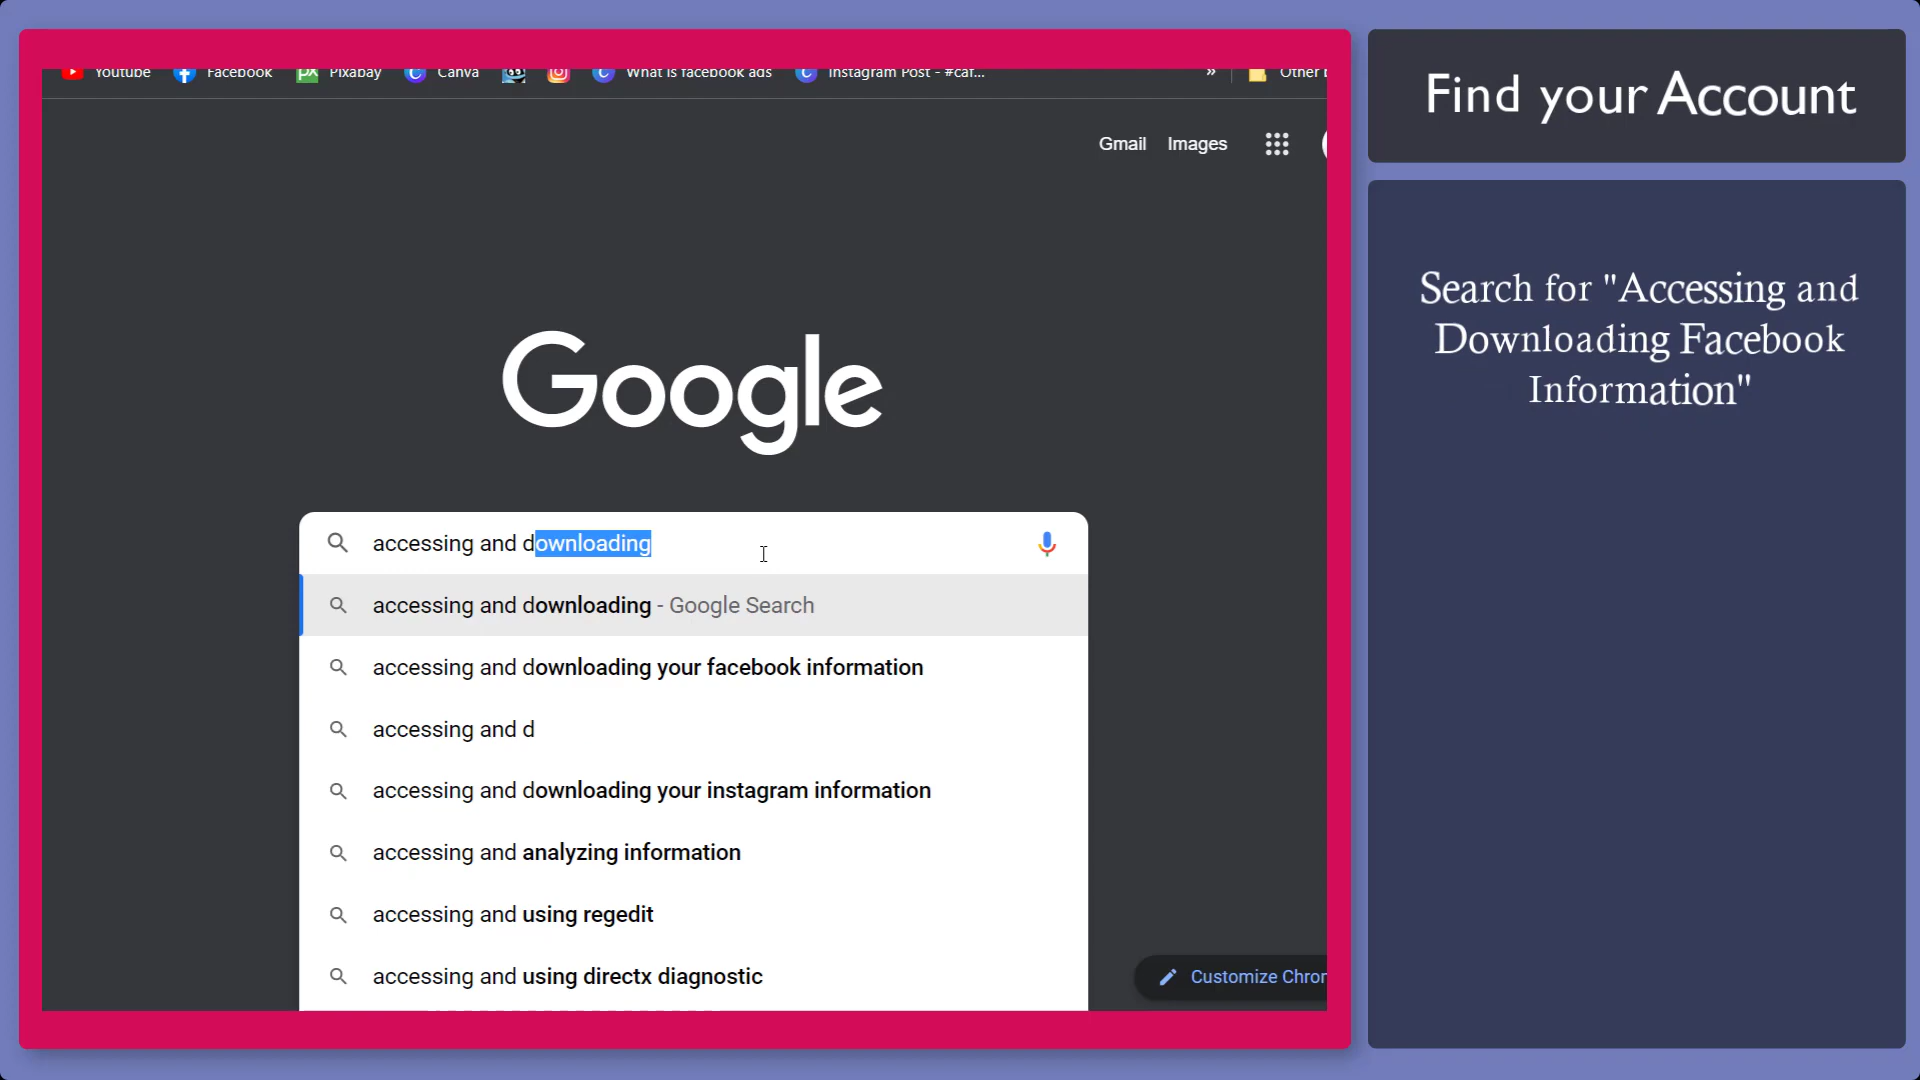 Youtube Facebook Pixabay Canva What is facebook ads Instagram Post - #caf... » Other
Gmail Images
Google
accessing and downloading
accessing and downloading - Google Search
accessing and downloading your facebook information
accessing and d
accessing and downloading your instagram information
accessing and analyzing information
accessing and using regedit
accessing and using directx diagnostic
Customize Chro
Find your Account
Search for "Accessing and
Downloading Facebook
Information"